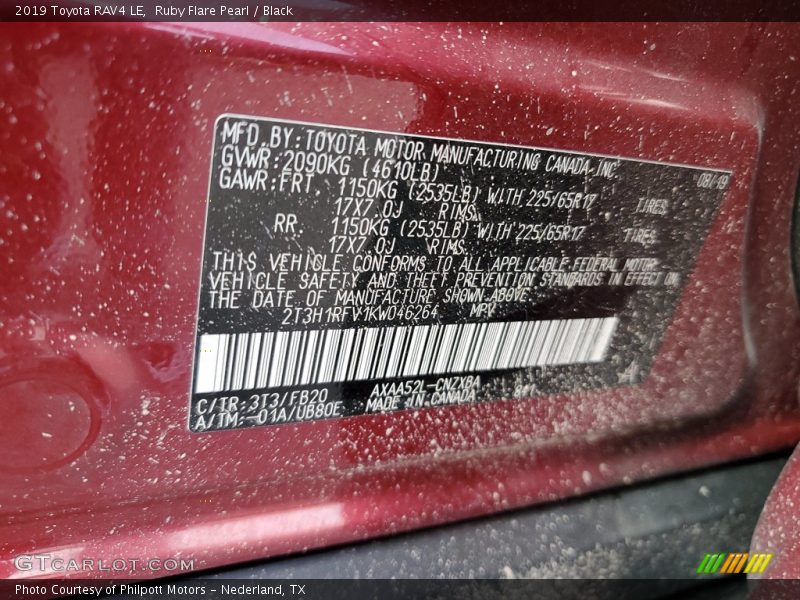 2019 Toyota RAV4 LE, Ruby Flare Pearl / Black
MFD. BY: TOYOTA MOTOR MANUFACTURING CANADA INC.
GVWR: 2090KG (4610LB) 08/19
GAWR: FRT 1150KG (2535LB) WITH 225/65R17 TIRES
17X7.0J RIMS,
RR. 1150KG (2535LB) WITH 225/65R17 TIRES
17X7.0J RIMS,
THIS VEHICLE CONFORMS TO ALL APPLICABLE FEDERAL MOTOR
VEHICLE SAFETY AND THEFT PREVENTION STANDARDS IN EFFECT ON
THE DATE OF MANUFACTURE SHOWN ABOVE.
2T3H1RFV1KW046264 MPV
C/TR: 3T3/FB20 AXAA52L-CNZXBA
A/TM: -01A/UB80E MADE IN CANADA
GTCARLOT.COM
Photo Courtesy of Philpott Motors - Nederland, TX